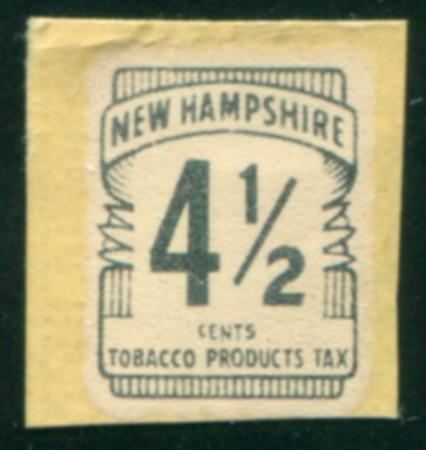 NEW HAMPSHIRE
4 1/2
CENTS
TOBACCO PRODUCTS TAX